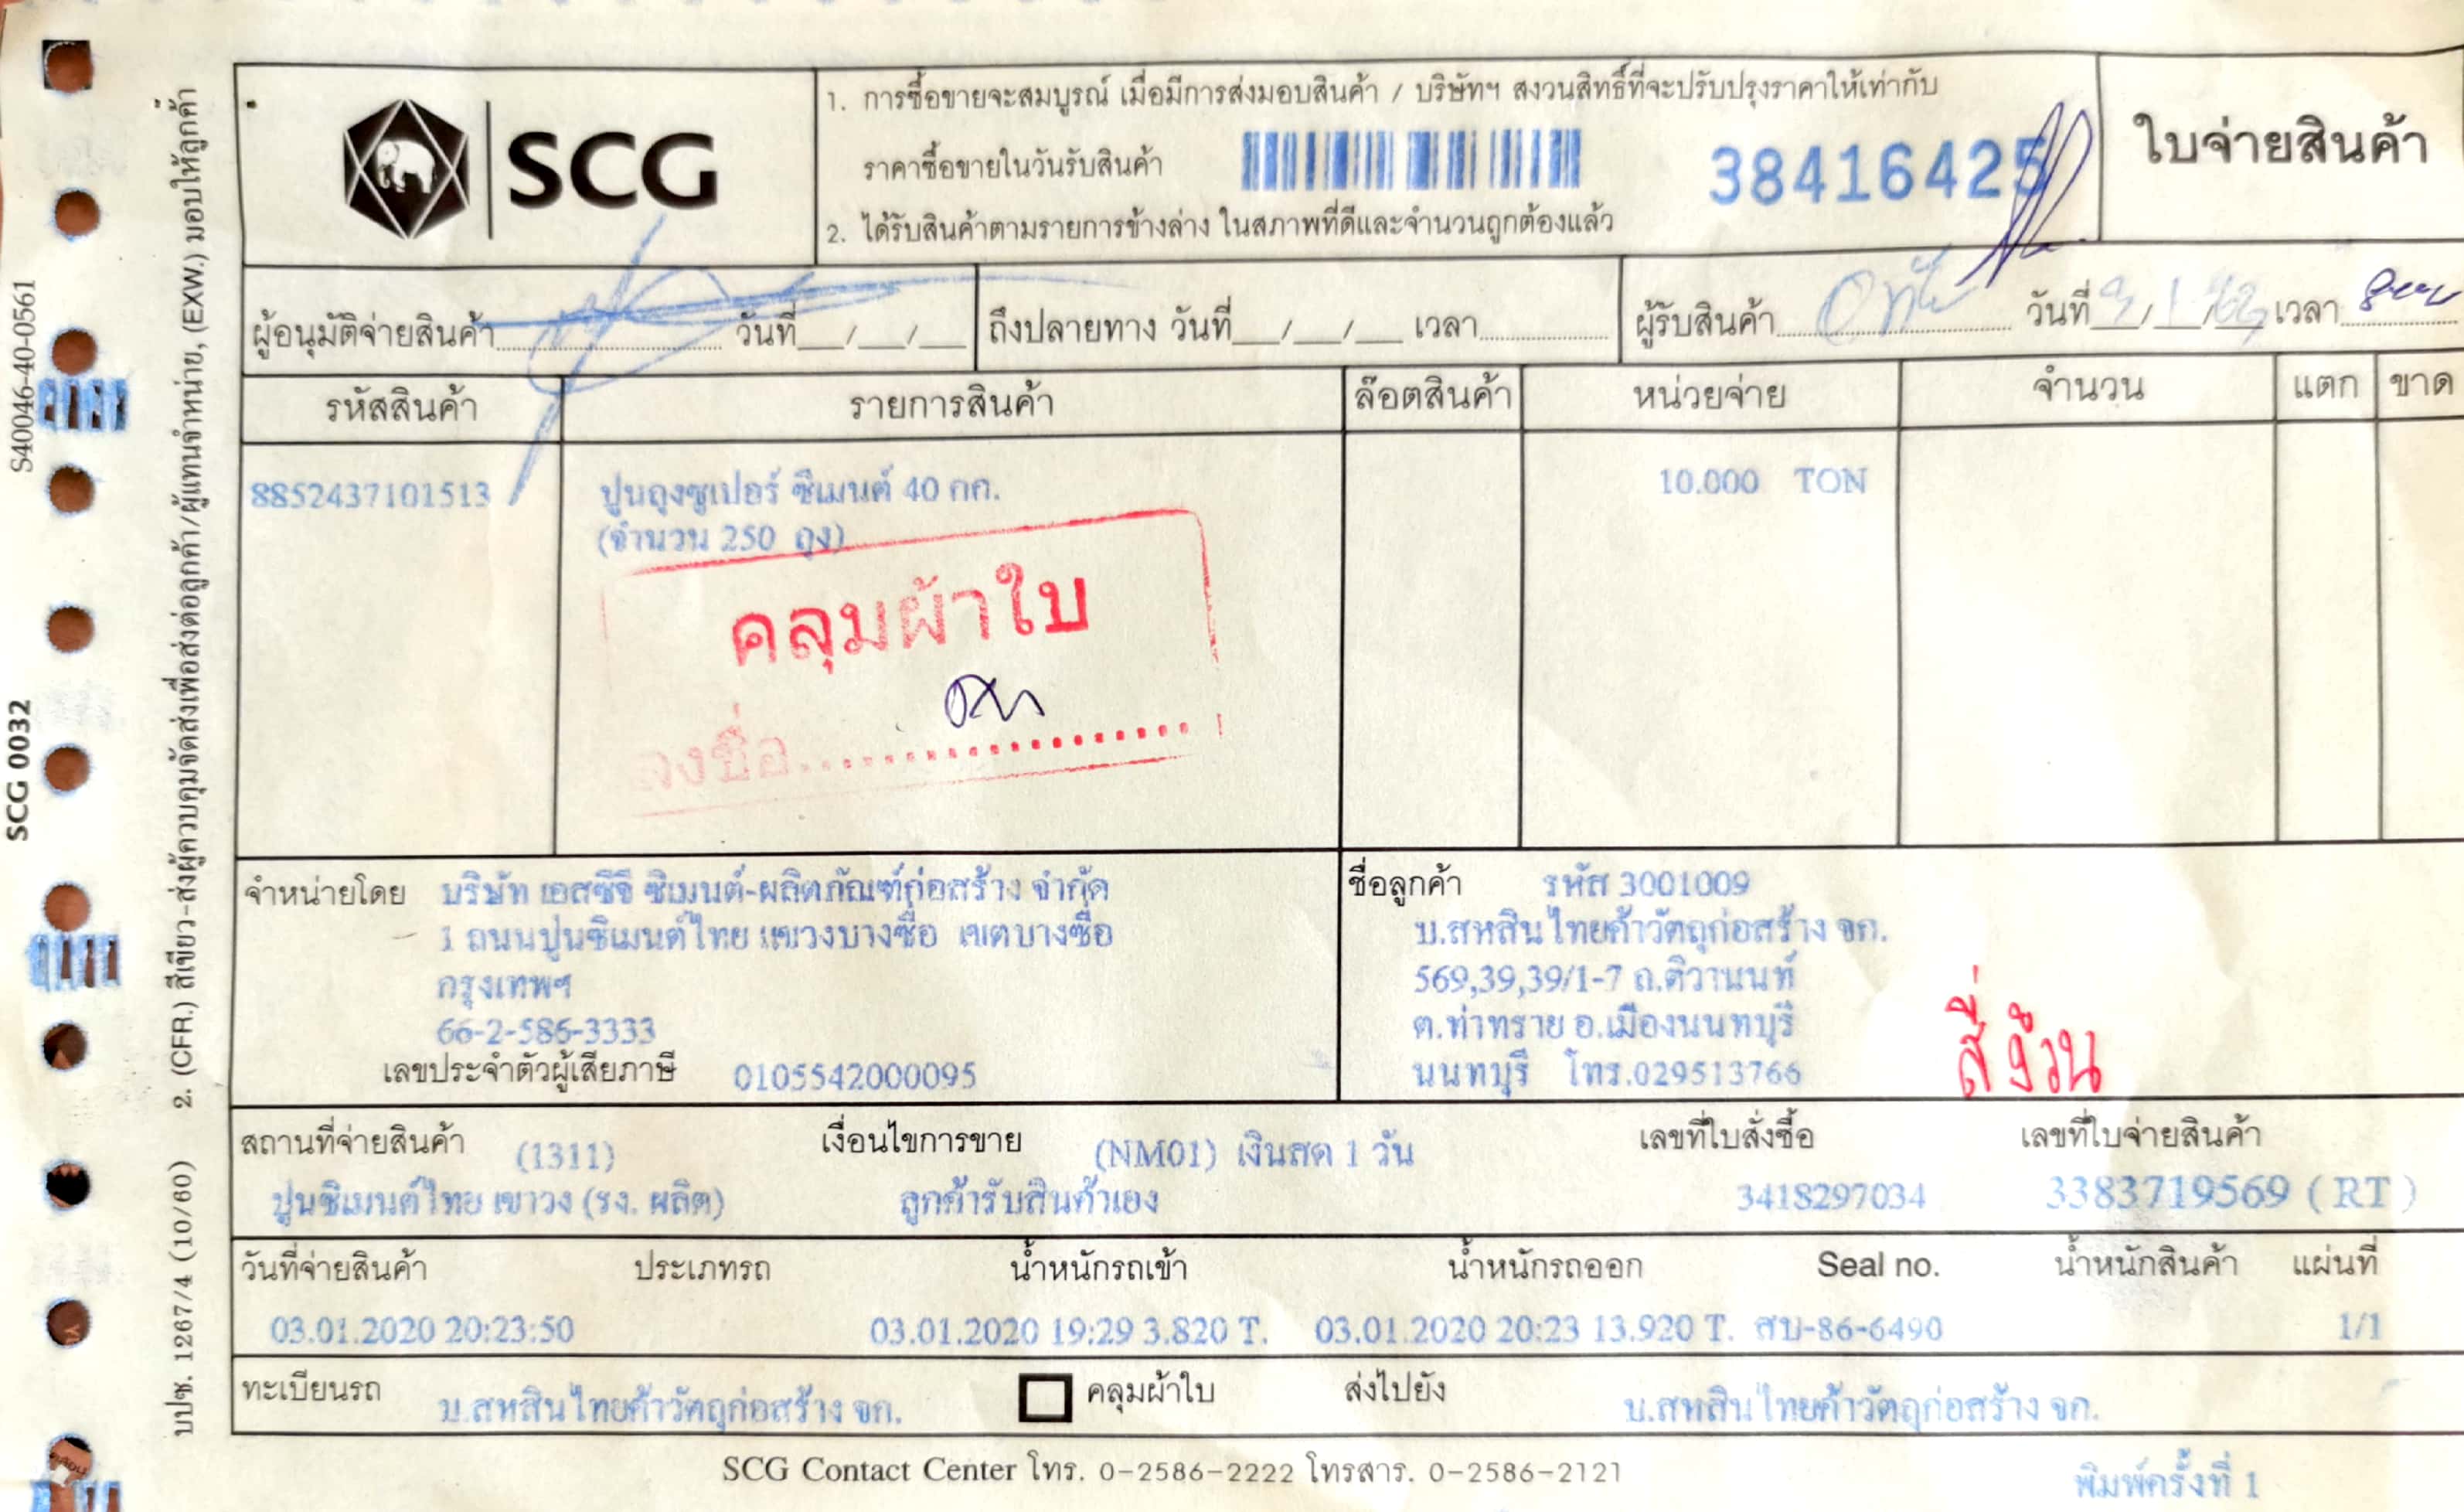 SCG
1. การซื้อขายจะสมบูรณ์ เมื่อมีการส่งมอบสินค้า / บริษัทฯ สงวนสิทธิ์ที่จะปรับปรุงราคาให้เท่ากับ
ราคาซื้อขายในวันรับสินค้า
38416425
2. ได้รับสินค้าตามรายการข้างล่าง ในสภาพที่ดีและจำนวนถูกต้องแล้ว
ใบจ่ายสินค้า
ผู้อนุมัติจ่ายสินค้า วันที่ / / ถึงปลายทาง วันที่ / / เวลา ผู้รับสินค้า วันที่ / / เวลา
รหัสสินค้า รายการสินค้า ล๊อตสินค้า หน่วยจ่าย จำนวน แตก ขาด
8852437101513 ปูนถุงซูเปอร์ ซีเมนต์ 40 กก. 10.000 TON
(จำนวน 250 ถุง)
คลุมผ้าใบ
ลงชื่อ
จำหน่ายโดย บริษัท เอสซีจี ซิเมนต์-ผลิตภัณฑ์ก่อสร้าง จำกัด
1 ถนนปูนซิเมนต์ไทย แขวงบางซื่อ เขตบางซื่อ
กรุงเทพฯ
66-2-586-3333
เลขประจำตัวผู้เสียภาษี 0105542000095
ชื่อลูกค้า รหัส 3001009
บ.สหสินไทยค้าวัตถุก่อสร้าง จก.
569,39,39/1-7 ถ.ติวานนท์
ต.ท่าทราย อ.เมืองนนทบุรี
นนทบุรี โทร.029513766
สถานที่จ่ายสินค้า (1311) เงื่อนไขการขาย (NM01) เงินสด 1 วัน เลขที่ใบสั่งซื้อ เลขที่ใบจ่ายสินค้า
ปูนซิเมนต์ไทย เขาวง (รง. ผลิต) ลูกค้ารับสินค้าเอง 3418297034 3383719569 (RT)
วันที่จ่ายสินค้า ประเภทรถ น้ำหนักรถเข้า น้ำหนักรถออก Seal no. น้ำหนักสินค้า แผ่นที่
03.01.2020 20:23:50 03.01.2020 19:29 3.820 T. 03.01.2020 20:23 13.920 T. สบ-86-6490 1/1
ทะเบียนรถ บ.สหสินไทยค้าวัตถุก่อสร้าง จก. คลุมผ้าใบ ส่งไปยัง บ.สหสินไทยค้าวัตถุก่อสร้าง จก.
SCG Contact Center โทร. 0-2586-2222 โทรสาร. 0-2586-2121
พิมพ์ครั้งที่ 1
S40046-40-0561
SCG 0032
บปซ. 1267/4 (10/60) 2. (CFR.) สีเขียว-ส่งผู้ควบคุมจัดส่งเพื่อส่งต่อลูกค้า/ผู้แทนจำหน่าย, (EXW.) มอบให้ลูกค้า